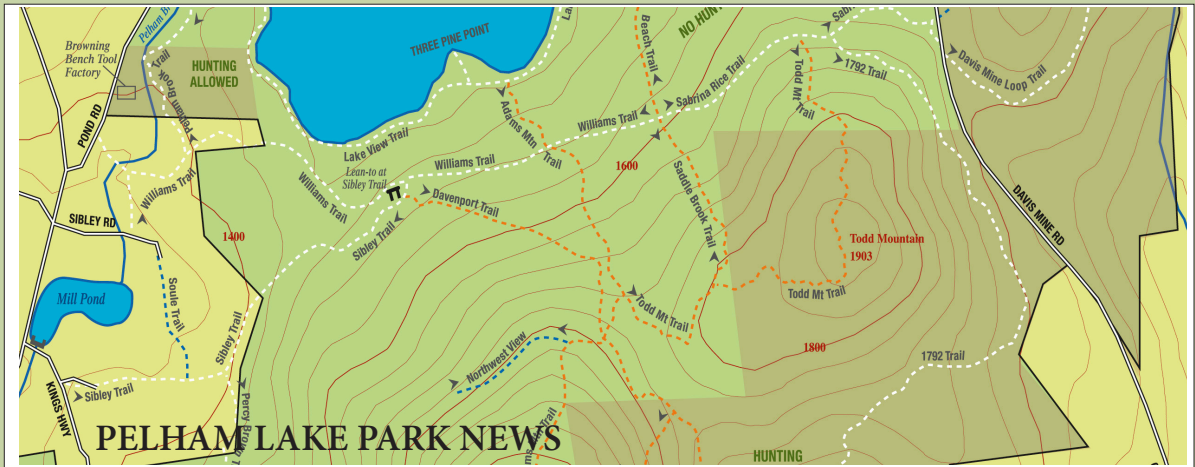 Pelham B
Browning
Bench Tool
Factory
HUNTING
ALLOWED
Pelham Brook
Trail
POND RD
THREE PINE POINT
NO HUNT
Beach Trail
Sabrina Rice Trail
Todd Mt
Trail
1792 Trail
Davis Mine Loop Trail
Adams Mtn Trail
Williams Trail
Lake View Trail
Williams Trail
Lean-to at
Sibley Trail
Williams Trail
Williams Trail
1600
Davenport Trail
Saddle Brook Trail
SIBLEY RD
1400
Sibley Trail
DAVIS MINE RD
Todd Mountain
1903
Mill Pond
Soule Trail
Todd Mt Trail
Todd Mt Trail
Sibley Trail
Northwest View
1800
1792 Trail
Sibley Trail
KINGS HWY
Percy Brown T
PELHAM LAKE PARK NEWS
Trail
HUNTING